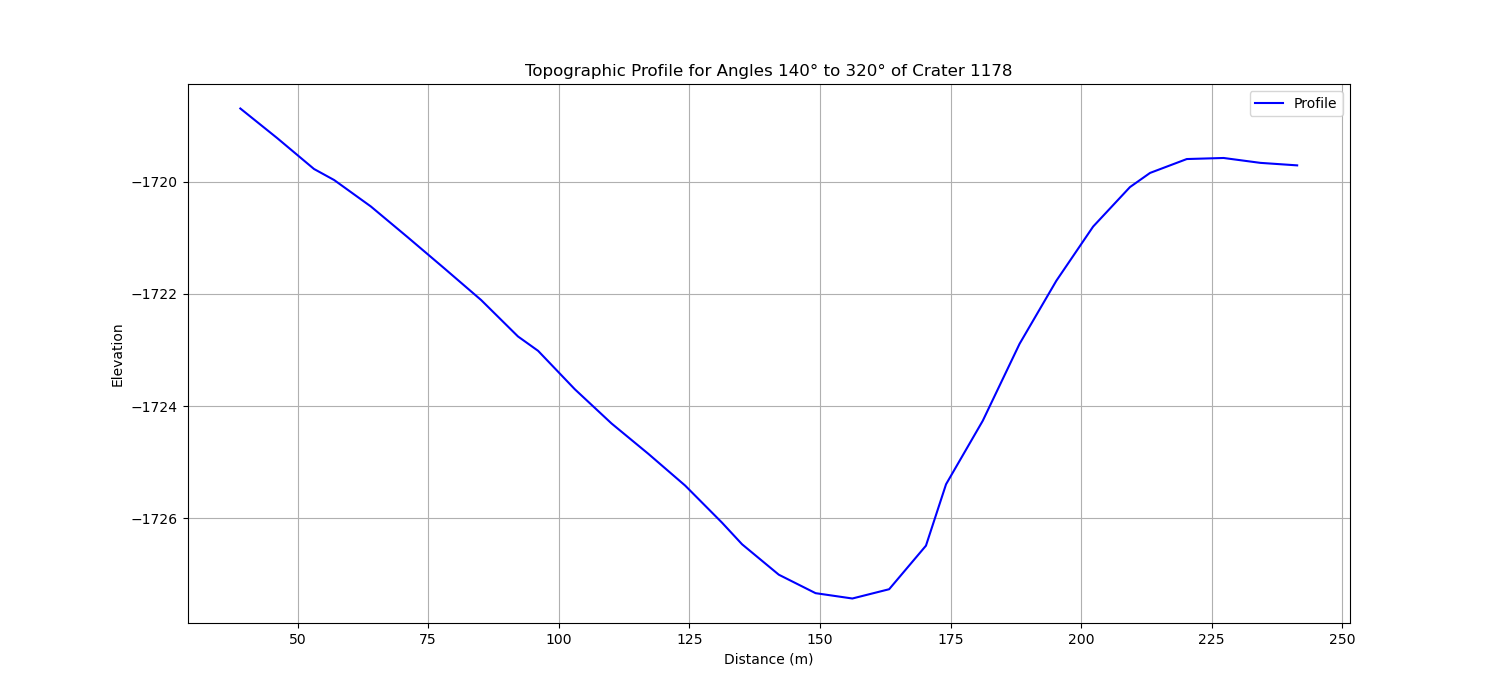 Topographic Profile for Angles 140° to 320° of Crater 1178
Profile
−1720
−1722
−1724
−1726
Elevation
50 75 100 125 150 175 200 225 250
Distance (m)